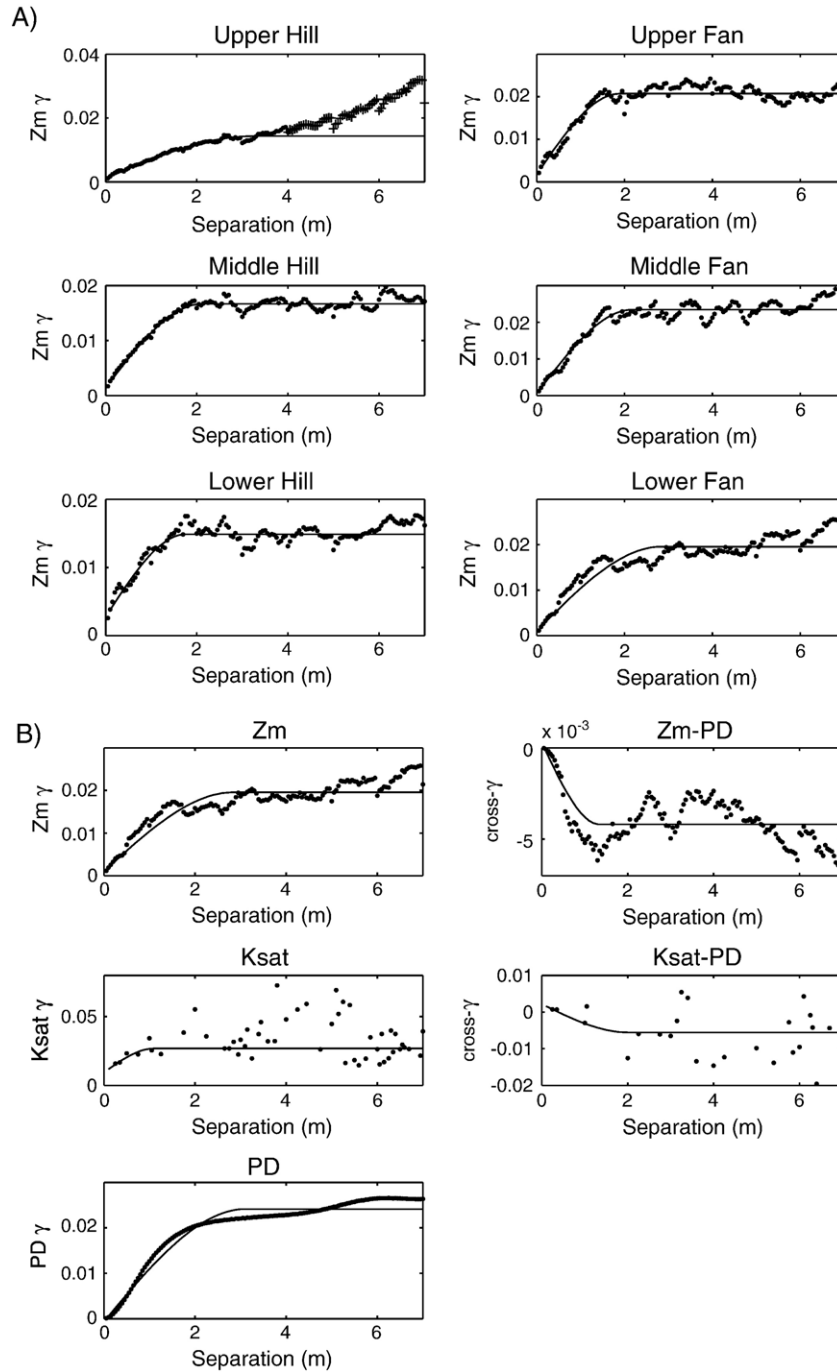 A)
Upper Hill
Zm γ
0.04
0.02
0
0 2 4 6
Separation (m)
Upper Fan
Zm γ
0.02
0.01
0
0 2 4 6
Separation (m)
Middle Hill
Zm γ
0.02
0.01
0
0 2 4 6
Separation (m)
Middle Fan
Zm γ
0.02
0.01
0
0 2 4 6
Separation (m)
Lower Hill
Zm γ
0.02
0.01
0
0 2 4 6
Separation (m)
Lower Fan
Zm γ
0.02
0.01
0
0 2 4 6
Separation (m)
B)
Zm
Zm γ
0.02
0.01
0
0 2 4 6
Separation (m)
Zm-PD
x 10⁻³
cross-γ
0
-5
0 2 4 6
Separation (m)
Ksat
Ksat γ
0.05
0
0 2 4 6
Separation (m)
Ksat-PD
cross-γ
0.01
0
-0.01
-0.02
0 2 4 6
Separation (m)
PD
PD γ
0.02
0.01
0
0 2 4 6
Separation (m)